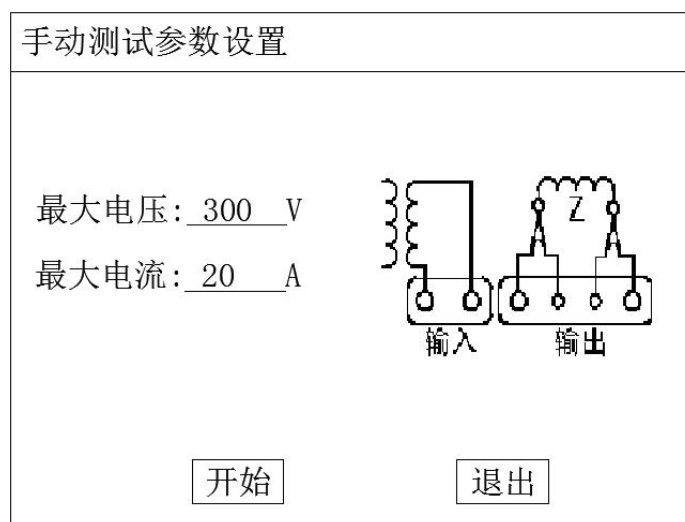 手动测试参数设置
最大电压: 300 V
最大电流: 20 A
Z
输入 输出
开始 退出